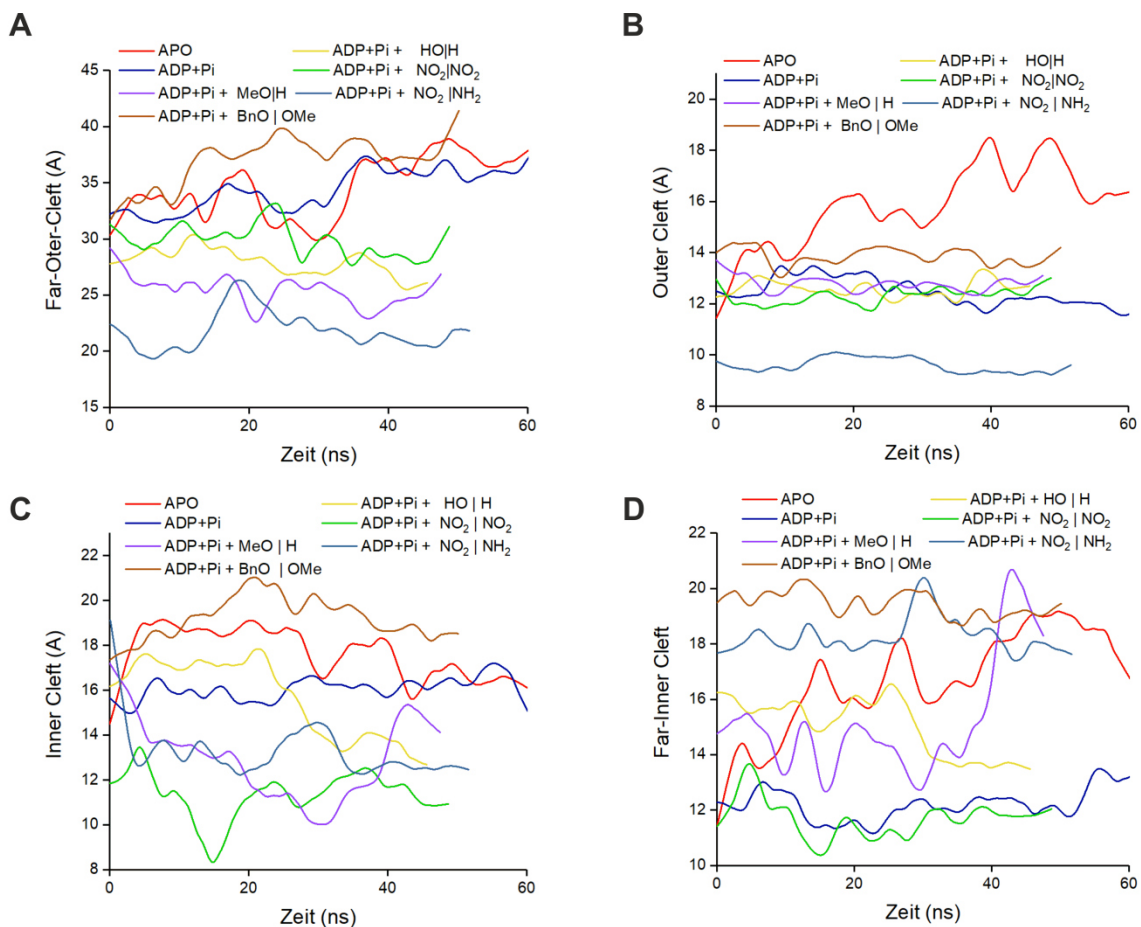 A
APO
ADP+Pi + HO|H
ADP+Pi
ADP+Pi + NO₂|NO₂
ADP+Pi + MeO|H
ADP+Pi + NO₂|NH₂
ADP+Pi + BnO | OMe
45
40
35
30
25
20
15
Far-Oter-Cleft (A)
0
20
40
60
Zeit (ns)
B
APO
ADP+Pi + HO|H
ADP+Pi
ADP+Pi + NO₂|NO₂
ADP+Pi + MeO | H
ADP+Pi + NO₂ | NH₂
ADP+Pi + BnO | OMe
20
18
16
14
12
10
8
Outer Cleft (A)
0
20
40
60
Zeit (ns)
C
APO
ADP+Pi + HO | H
ADP+Pi
ADP+Pi + NO₂ | NO₂
ADP+Pi + MeO | H
ADP+Pi + NO₂ | NH₂
ADP+Pi + BnO | OMe
22
20
18
16
14
12
10
8
Inner Cleft (A)
0
20
40
60
Zeit (ns)
D
APO
ADP+Pi + HO | H
ADP+Pi
ADP+Pi + NO₂ | NO₂
ADP+Pi + MeO | H
ADP+Pi + NO₂ | NH₂
ADP+Pi + BnO | OMe
22
20
18
16
14
12
10
Far-Inner Cleft
0
20
40
60
Zeit (ns)